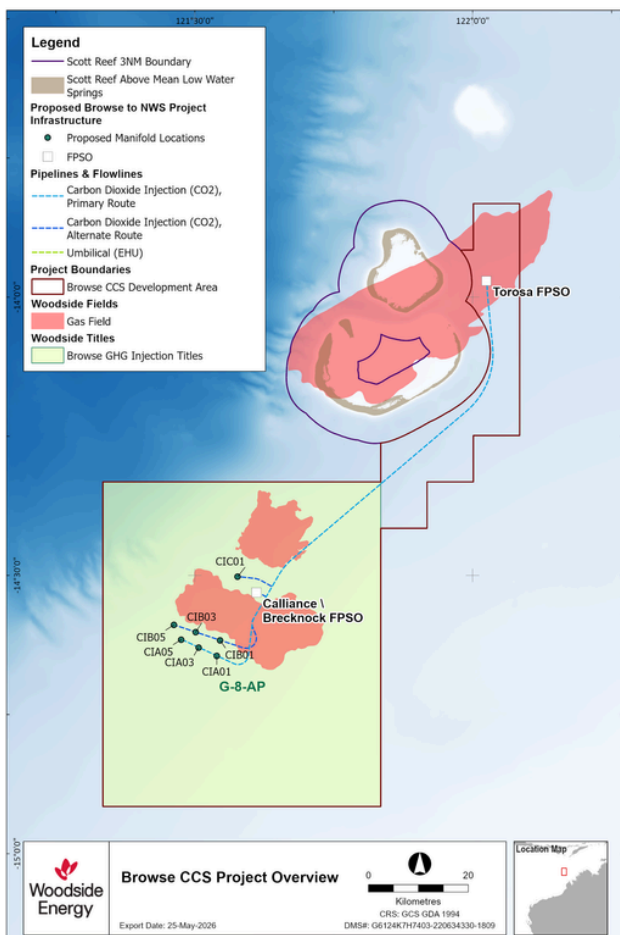 121°30'0"
122°0'0"
Legend
Scott Reef 3NM Boundary
Scott Reef Above Mean Low Water
Springs
Proposed Browse to NWS Project
Infrastructure
Proposed Manifold Locations
FPSO
Pipelines & Flowlines
Carbon Dioxide Injection (CO2),
Primary Route
Carbon Dioxide Injection (CO2),
Alternate Route
Umbilical (EHU)
Project Boundaries
Browse CCS Development Area
Woodside Fields
Gas Field
Woodside Titles
Browse GHG Injection Titles
-14°0'0"
Torosa FPSO
-14°30'0"
CIC01
Calliance \
Brecknock FPSO
CIB03
CIB05
CIA05
CIB01
CIA03
CIA01
G-8-AP
-15°0'0"
Woodside
Energy
Browse CCS Project Overview
Export Date: 25-May-2026
0
20
Kilometres
CRS: GCS GDA 1994
DMS#: G6124K7H7403-220634330-1809
Location Map